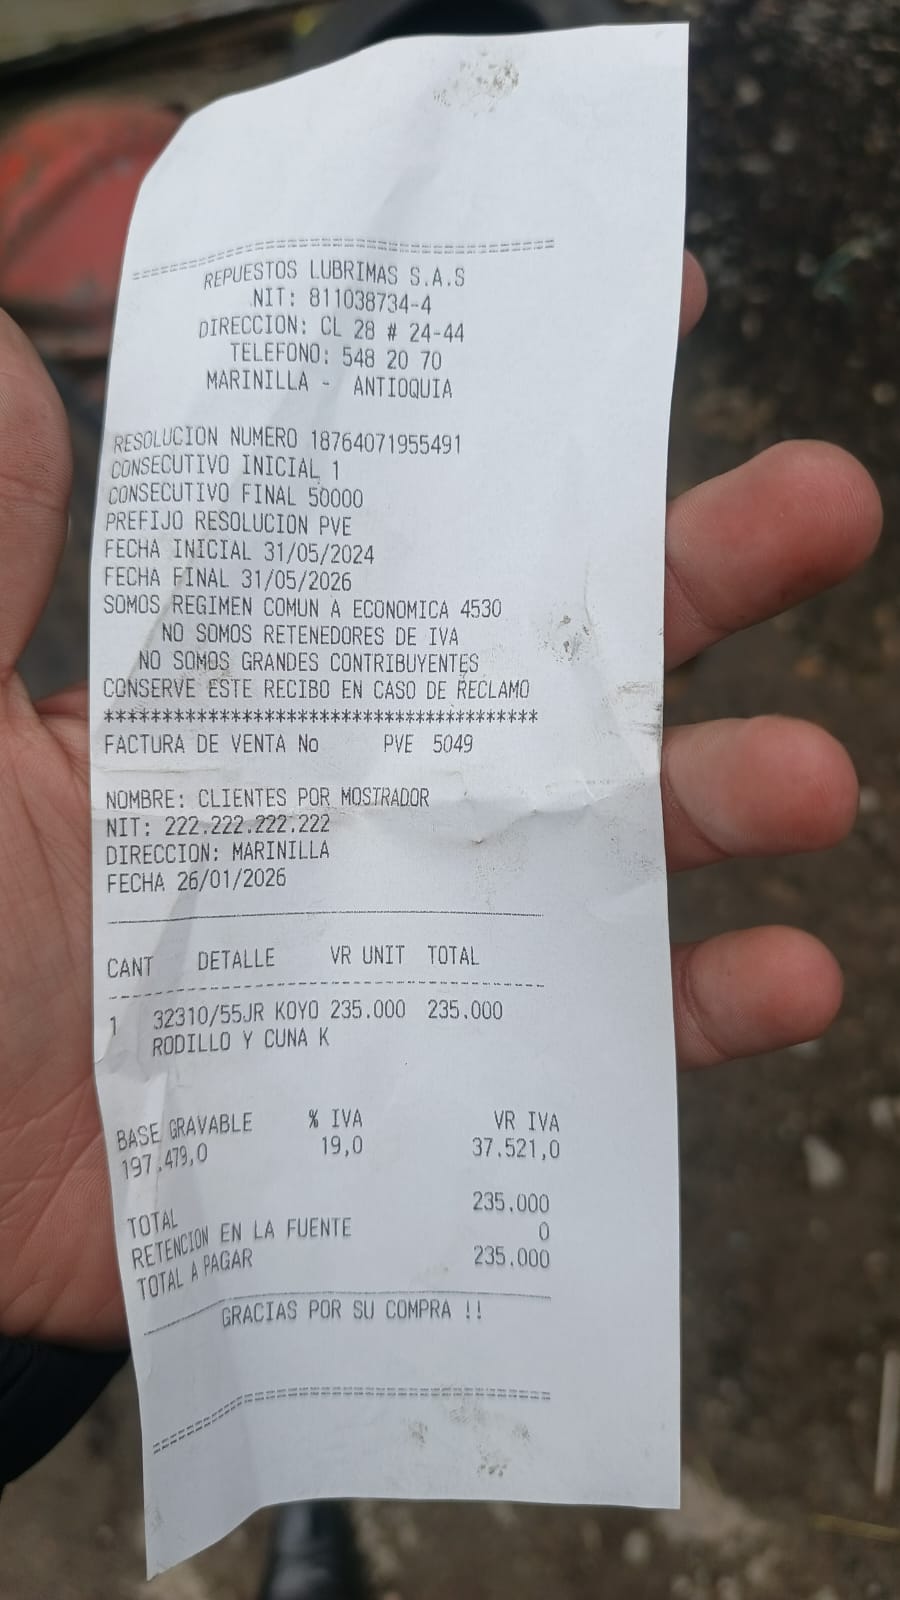 ========================================
REPUESTOS LUBRIMAS S.A.S
NIT: 811038734-4
DIRECCION: CL 28 # 24-44
TELEFONO: 548 20 70
MARINILLA - ANTIOQUIA
RESOLUCION NUMERO 18764071955491
CONSECUTIVO INICIAL 1
CONSECUTIVO FINAL 50000
PREFIJO RESOLUCION PVE
FECHA INICIAL 31/05/2024
FECHA FINAL 31/05/2026
SOMOS REGIMEN COMUN A ECONOMICA 4530
NO SOMOS RETENEDORES DE IVA
NO SOMOS GRANDES CONTRIBUYENTES
CONSERVE ESTE RECIBO EN CASO DE RECLAMO
****************************************
FACTURA DE VENTA No PVE 5049
NOMBRE: CLIENTES POR MOSTRADOR
NIT: 222.222.222.222
DIRECCION: MARINILLA
FECHA 26/01/2026
CANT DETALLE VR UNIT TOTAL
----------------------------------------
1 32310/55JR KOYO 235.000 235.000
RODILLO Y CUNA K
BASE GRAVABLE % IVA VR IVA
197.479,0 19,0 37.521,0
TOTAL 235.000
RETENCION EN LA FUENTE 0
TOTAL A PAGAR 235.000
GRACIAS POR SU COMPRA !!
========================================